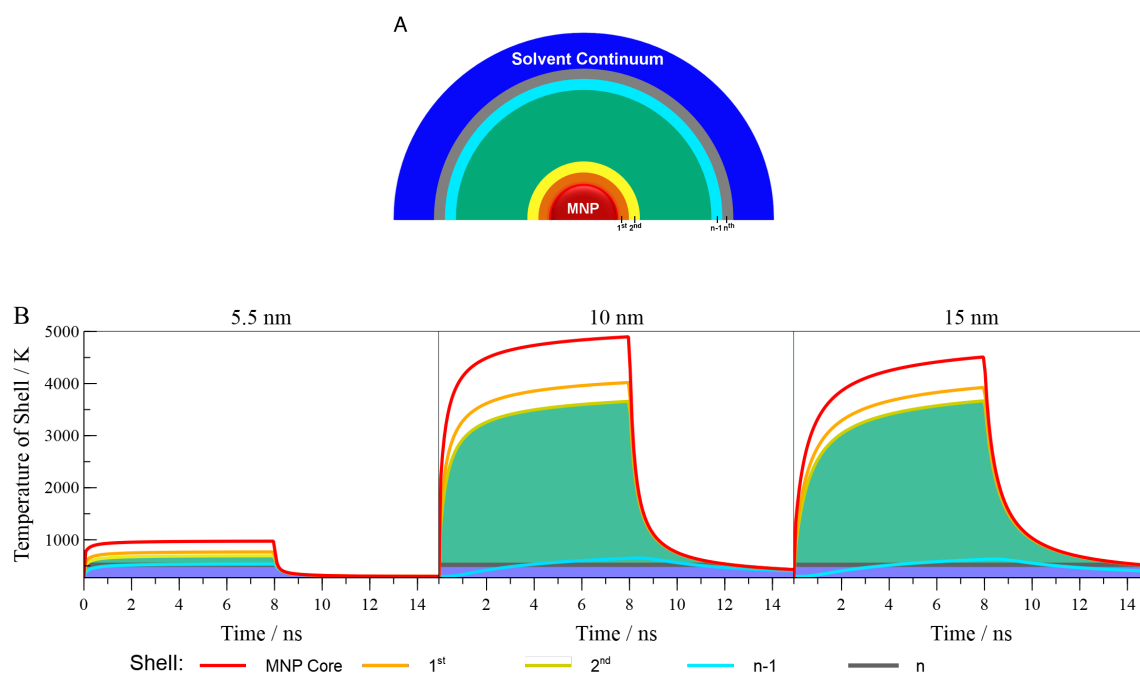 A
Solvent Continuum
MNP
1st 2nd n-1 nth
B 5.5 nm 10 nm 15 nm
Temperature of Shell / K
5000
4000
3000
2000
1000
0 2 4 6 8 10 12 14 2 4 6 8 10 12 14 2 4 6 8 10 12 14
Time / ns Time / ns Time / ns
Shell: MNP Core 1st 2nd n-1 n